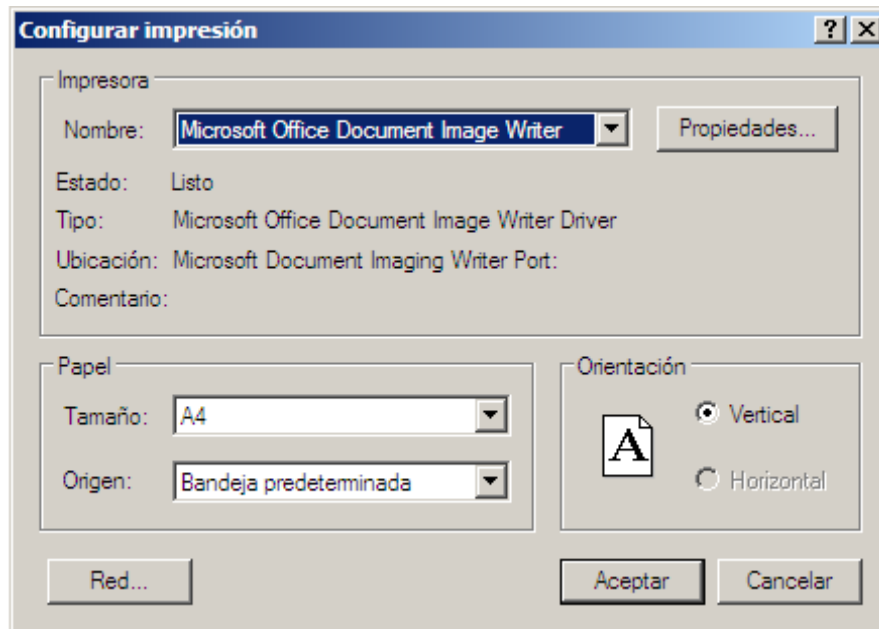 Configurar impresión
Impresora
Nombre: Microsoft Office Document Image Writer Propiedades...
Estado: Listo
Tipo: Microsoft Office Document Image Writer Driver
Ubicación: Microsoft Document Imaging Writer Port:
Comentario:
Papel
Tamaño: A4
Origen: Bandeja predeterminada
Orientación
A
Vertical
Horizontal
Red... Aceptar Cancelar